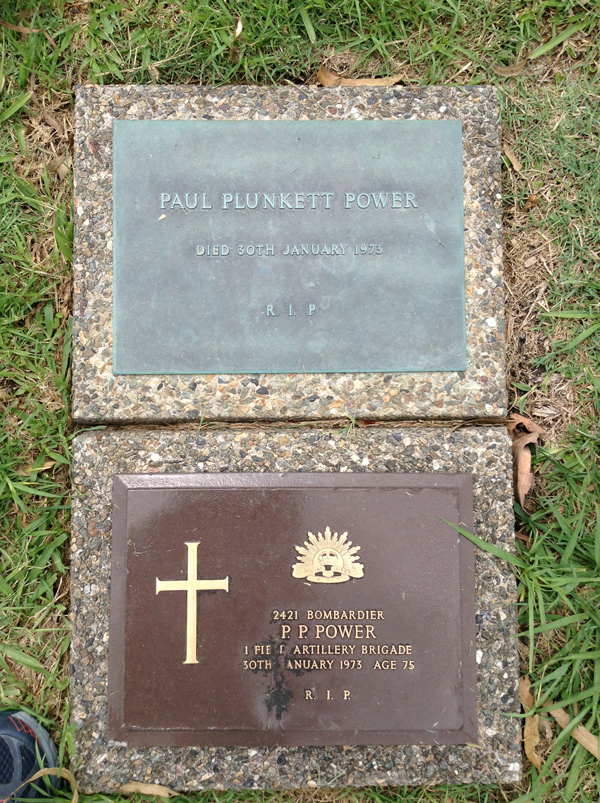 PAUL PLUNKETT POWER
DIED 30TH JANUARY 1973
R. I. P
2421 BOMBARDIER
P. P. POWER
1 FIELD ARTILLERY BRIGADE
30TH JANUARY 1973 AGE 75
R. I. P.